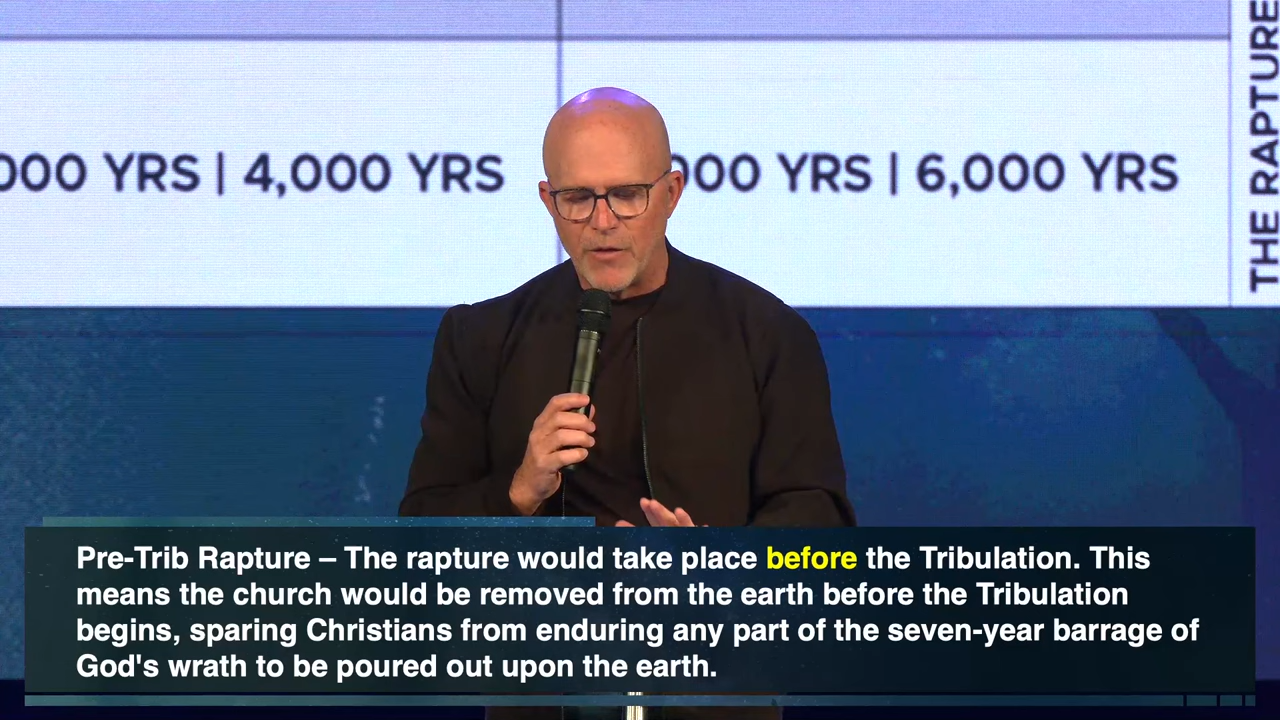 000 YRS | 4,000 YRS
000 YRS | 6,000 YRS
THE RAPTURE
Pre-Trib Rapture – The rapture would take place before the Tribulation. This
means the church would be removed from the earth before the Tribulation
begins, sparing Christians from enduring any part of the seven-year barrage of
God's wrath to be poured out upon the earth.